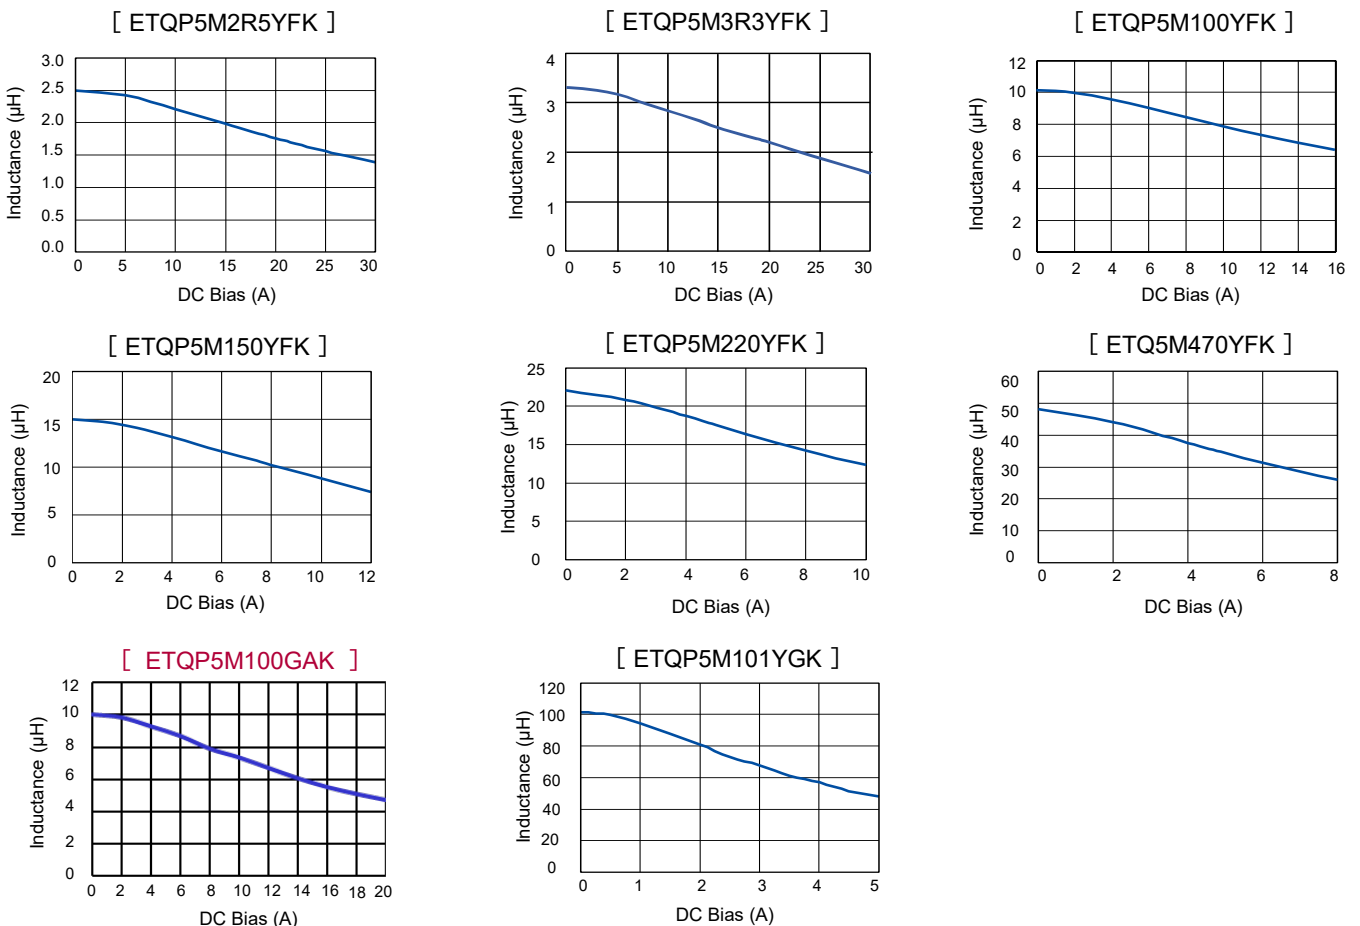 [ ETQP5M2R5YFK ]
3.0
2.5
2.0
1.5
1.0
0.5
0.0
Inductance (µH)
0 5 10 15 20 25 30
DC Bias (A)
[ ETQP5M3R3YFK ]
4
3
2
1
0
Inductance (µH)
0 5 10 15 20 25 30
DC Bias (A)
[ ETQP5M100YFK ]
12
10
8
6
4
2
0
Inductance (µH)
0 2 4 6 8 10 12 14 16
DC Bias (A)
[ ETQP5M150YFK ]
20
15
10
5
0
Inductance (µH)
0 2 4 6 8 10 12
DC Bias (A)
[ ETQP5M220YFK ]
25
20
15
10
5
0
Inductance (µH)
0 2 4 6 8 10
DC Bias (A)
[ ETQ5M470YFK ]
60
50
40
30
20
10
0
Inductance (µH)
0 2 4 6 8
DC Bias (A)
[ ETQP5M100GAK ]
12
10
8
6
4
2
0
Inductance (µH)
0 2 4 6 8 10 12 14 16 18 20
DC Bias (A)
[ ETQP5M101YGK ]
120
100
80
60
40
20
0
Inductance (µH)
0 1 2 3 4 5
DC Bias (A)